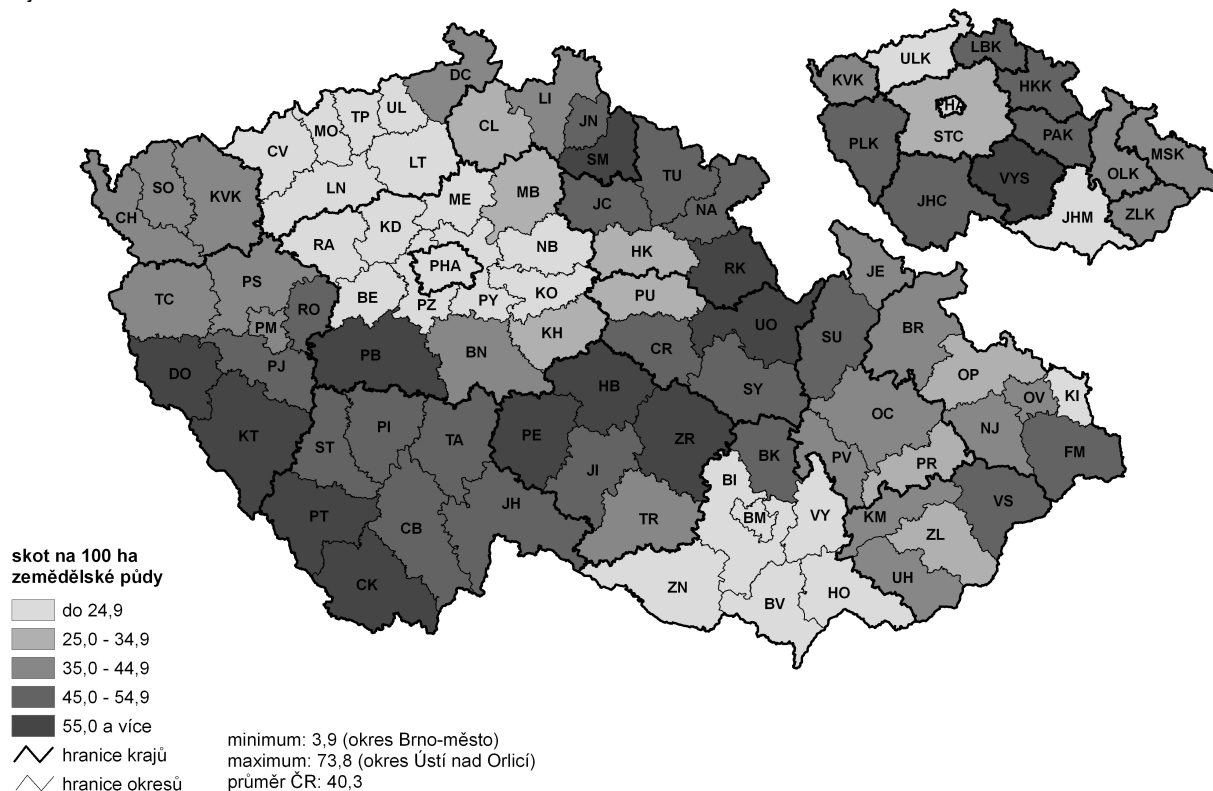 DC
UL
TP
MO
CV
LT
LN
CL
LI
JN
SM
TU
JC
NA
SO
KVK
CH
ME
MB
KD
RA
NB
HK
RK
PHA
BE
PZ
PY
KO
PU
KH
TC
PS
RO
PM
PJ
DO
KT
PB
BN
CR
UO
SY
SU
JE
BR
HB
ST
PI
TA
PE
ZR
JI
BK
OC
OP
OV
KI
NJ
FM
PV
PR
PT
CB
JH
TR
BI
BM
VY
KM
VS
ZL
UH
CK
ZN
BV
HO
ULK
LBK
KVK
HKK
PHA
STC
PLK
PAK
MSK
OLK
VYS
JHC
JHM
ZLK
skot na 100 ha
zemědělské půdy
do 24,9
25,0 - 34,9
35,0 - 44,9
45,0 - 54,9
55,0 a více
hranice krajů
hranice okresů
minimum: 3,9 (okres Brno-město)
maximum: 73,8 (okres Ústí nad Orlicí)
průměr ČR: 40,3